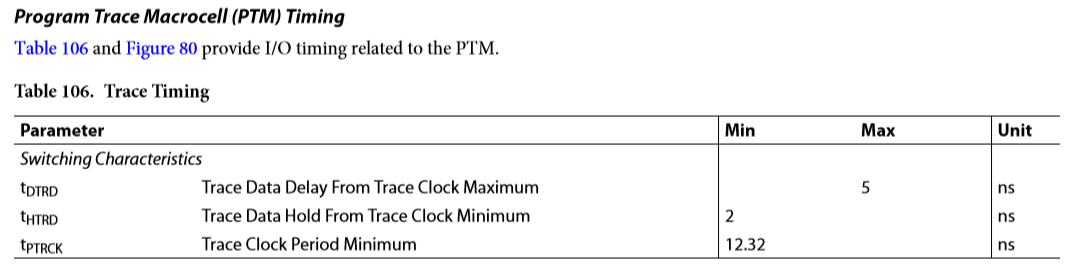 Program Trace Macrocell (PTM) Timing
Table 106 and Figure 80 provide I/O timing related to the PTM.
Table 106. Trace Timing
Parameter Min Max Unit
Switching Characteristics
tDTRD Trace Data Delay From Trace Clock Maximum 5 ns
tHTRD Trace Data Hold From Trace Clock Minimum 2 ns
tPTRCK Trace Clock Period Minimum 12.32 ns